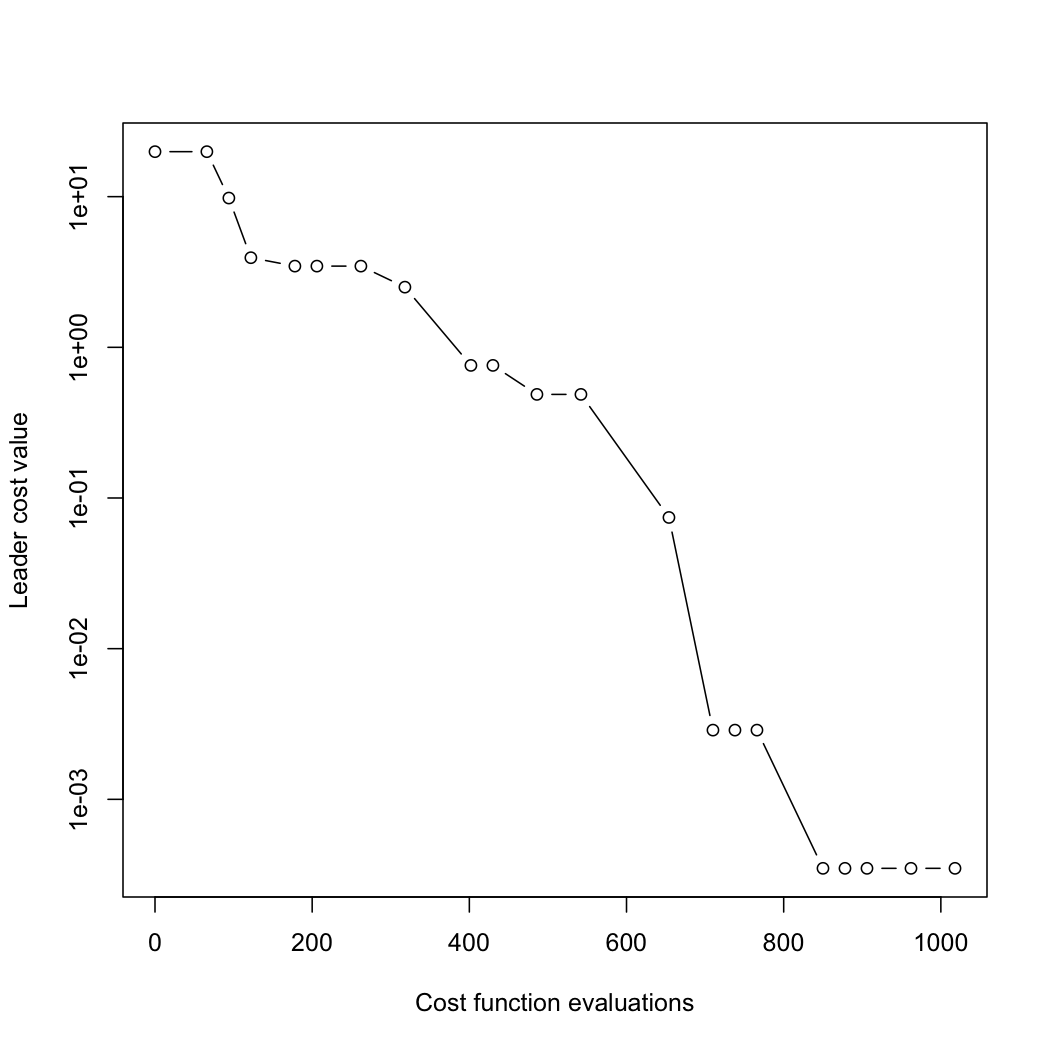 Leader cost value
1e+01
1e+00
1e-01
1e-02
1e-03
0 200 400 600 800 1000
Cost function evaluations